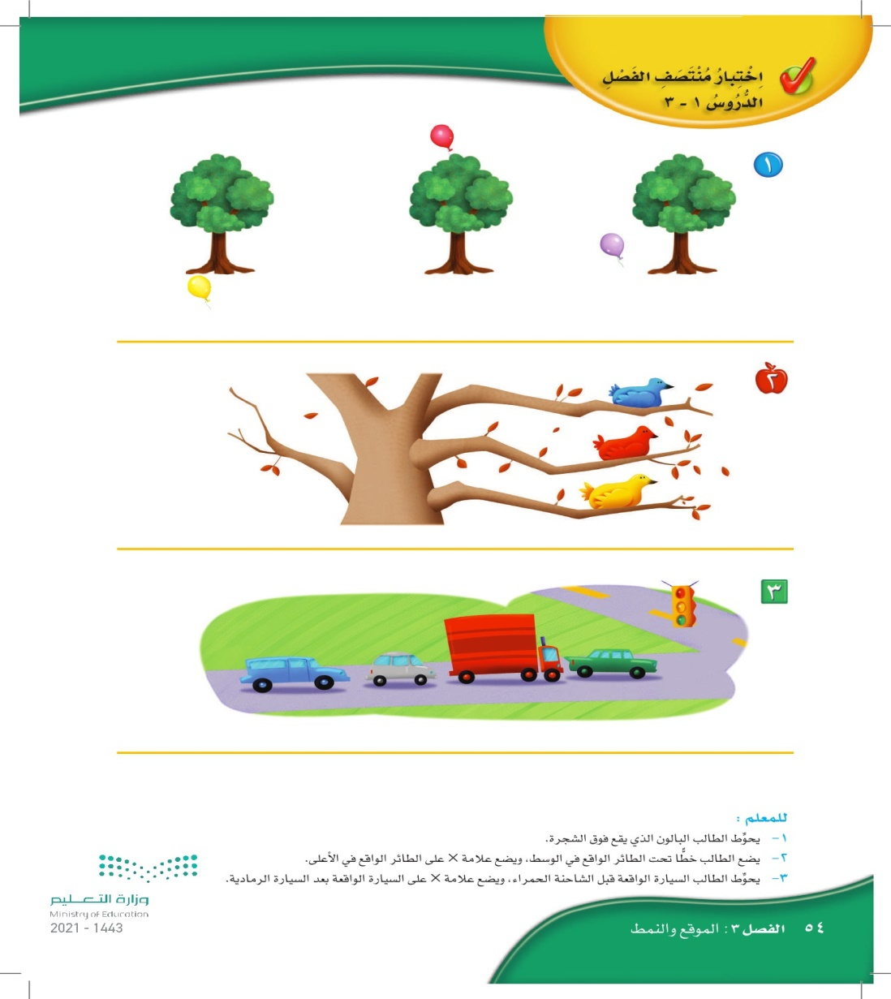 اِخْتِبارُ مُنْتَصَفِ الفَصْلِ
الدُّرُوسُ ١ - ٣
١
٢
٣
للمعلم :
١- يحوِّط الطالب البالون الذي يقع فوق الشجرة.
٢- يضع الطالب خطًّا تحت الطائر الواقع في الوسط، ويضع علامة × على الطائر الواقع في الأعلى.
٣- يحوِّط الطالب السيارة الواقعة قبل الشاحنة الحمراء، ويضع علامة × على السيارة الواقعة بعد السيارة الرمادية.
وزارة التعـــليم
Ministry of Education
2021 - 1443
٥٤ الفصل ٣ : الموقع والنمط